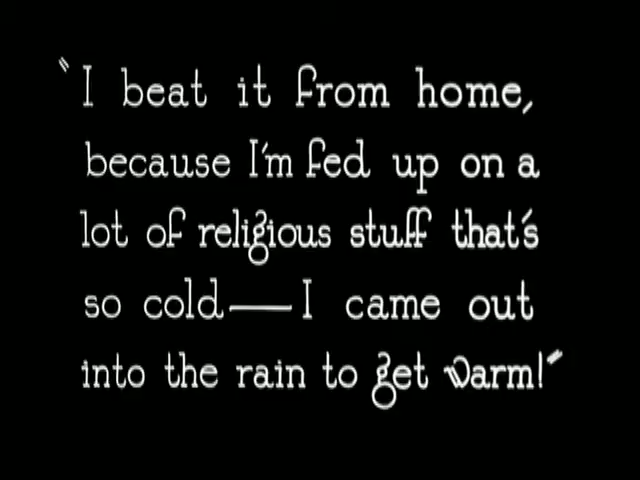 "I beat it from home,
because I'm fed up on a
lot of religious stuff that's
so cold—I came out
into the rain to get warm!"